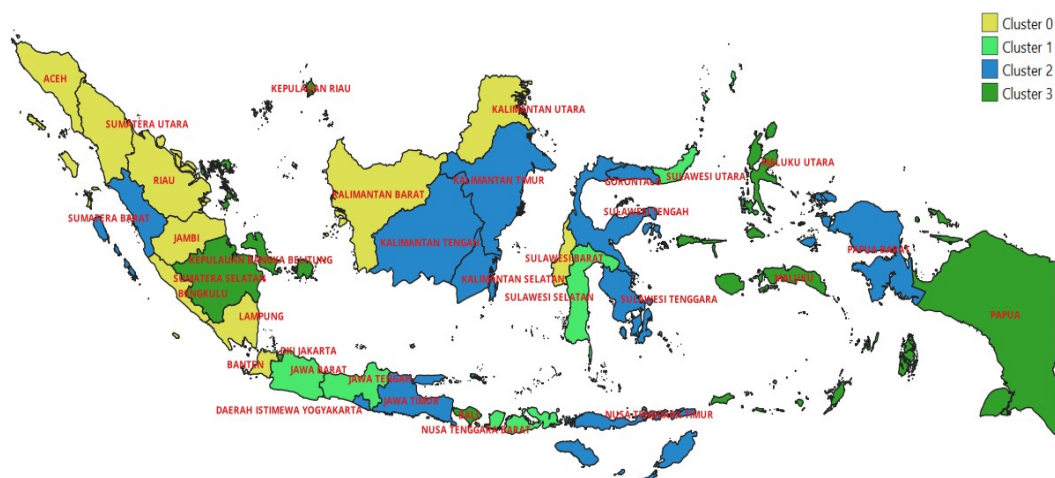 Cluster 0
Cluster 1
Cluster 2
Cluster 3
ACEH
KEPULAUAN RIAU
SUMATERA UTARA
KALIMANTAN UTARA
RIAU
MALUKU UTARA
SULAWESI UTARA
GORONTALO
KALIMANTAN TIMUR
KALIMANTAN BARAT
SUMATERA BARAT
SULAWESI TENGAH
JAMBI
KALIMANTAN TENGAH
PAPUA BARAT
KEPULAUAN BANGKA BELITUNG
SULAWESI BARAT
SUMATERA SELATAN
KALIMANTAN SELATAN
MALUKU
BENGKULU
SULAWESI SELATAN
SULAWESI TENGGARA
LAMPUNG
PAPUA
DKI JAKARTA
BANTEN
JAWA BARAT
JAWA TENGAH
JAWA TIMUR
DAERAH ISTIMEWA YOGYAKARTA
BALI
NUSA TENGGARA TIMUR
NUSA TENGGARA BARAT